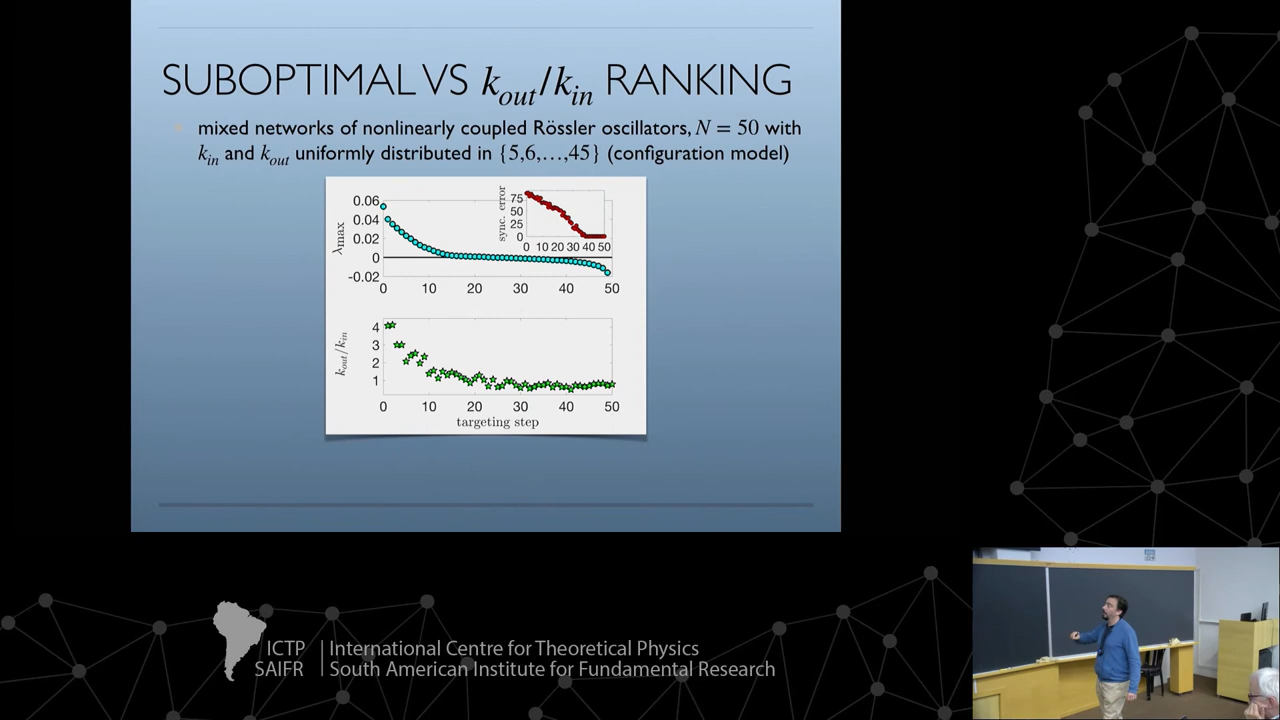 SUBOPTIMAL VS k_out/k_in RANKING
mixed networks of nonlinearly coupled Rössler oscillators, N = 50 with
k_in and k_out uniformly distributed in {5,6,…,45} (configuration model)
0.06
0.04
0.02
0
-0.02
λmax
0 10 20 30 40 50
sync. error
75
50
25
0
0 10 20 30 40 50
k_out/k_in
4
3
2
1
0 10 20 30 40 50
targeting step
ICTP
SAIFR
International Centre for Theoretical Physics
South American Institute for Fundamental Research